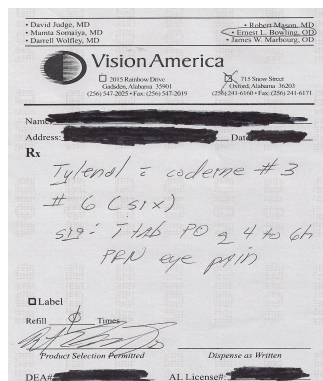 • David Judge, MD
• Mamta Somaiya, MD
• Darrell Wolfley, MD
• Robert Mason, MD
• Ernest L. Bowling, OD
• James W. Marbourg, OD
Vision America
2015 Rainbow Drive
Gadsden, Alabama 35901
(256) 547-2025 • Fax: (256) 547-2019
715 Snow Street
Oxford, Alabama 36203
(256) 241-6160 • Fax: (256) 241-6171
Name
Address: Date
Rx
Tylenol c̄ codeine # 3
# 6 (six)
sig: T tab PO q 4 to 6h
PRN eye pain
Label
Refill Times
Product Selection Permitted Dispense as Written
DEA# AL License#: